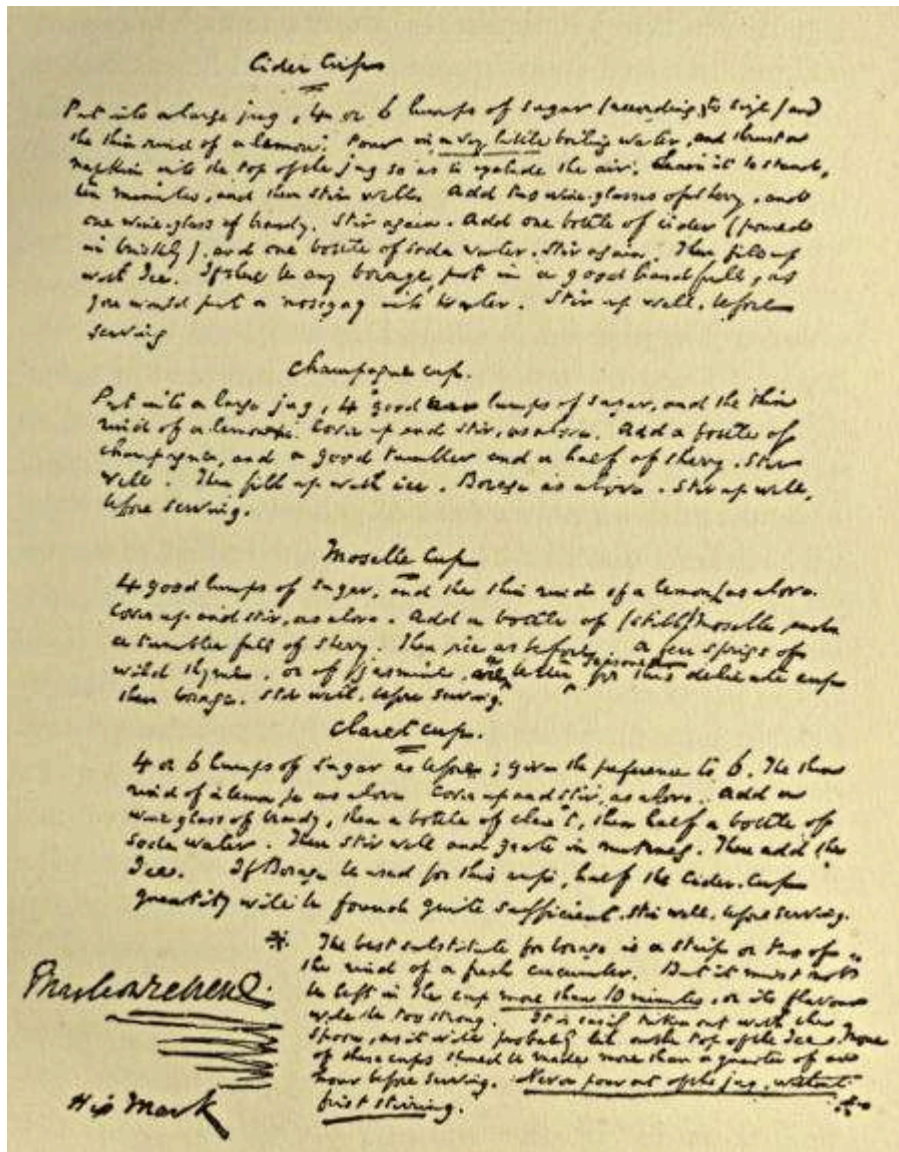 Cider Cup
Put into a large jug, 4 or 6 lumps of sugar (according to size) and
the thin rind of a lemon; Pour in a very little boiling water, and thrust a
napkin into the top of the jug so as to exclude the air. Leave it to stand,
ten minutes, and then stir well. Add two wine-glasses of sherry, and
one wine-glass of brandy. Stir again. Add one bottle of cider (poured
in briskly), and one bottle of soda water. Stir again. Then fill up
with Ice. If there be any borage, put in a good handfull, as
you would put a nosegay into water. Stir up well, before
serving
Champagne cup.
Put into a large jug, 4 good lumps of sugar, and the thin
rind of a lemon. Cover up and stir, as above. Add a bottle of
champagne, and a good tumbler and a half of sherry. Stir
well. Then fill up with ice. Borage as above. Stir up well,
before serving.
Moselle Cup
4 good lumps of sugar, and the thin rind of a lemon, as above.
Cover up and stir, as above. Add a bottle of (still) Moselle and
a tumbler full of sherry. Then ice as before. A few sprigs of
wild thyme, or of jasmine, better for this delicate cup
than borage. Stir well, before serving.
Claret cup.
4 or 6 lumps of sugar as before; given the preference to 6. The thin
rind of a lemon as above Cover up and stir, as above. Add a
wine glass of brandy, then a bottle of claret, then half a bottle of
soda water. Then stir well and grate in nutmeg. Then add the
Ice. If Borage be used for this cup, half the Cider-Cup
quantity will be found quite sufficient. Stir well, before serving.
*. The best substitute for borage is a strip or two of
the rind of a fresh cucumber. But it must not
be left in the cup more than 10 minutes, or its flavour
will be too strong. It is easily taken out with the
spoon, as it will probably be on the top of the Ice. None
of these cups should be made more than a quarter of an
hour before serving. Never pour out of the jug, without
first stirring.
His Mark